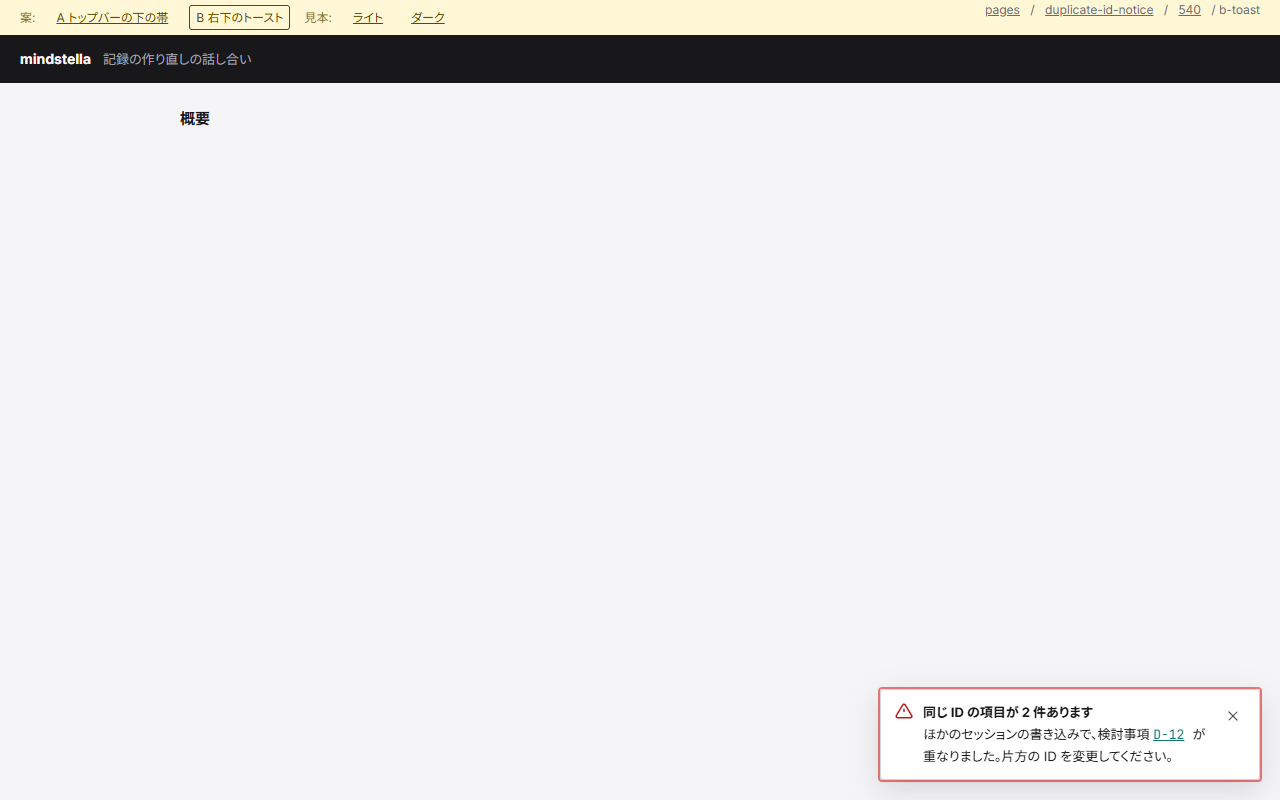 案: A トップバーの下の帯 B 右下のトースト 見本: ライト ダーク
pages / duplicate-id-notice / 540 / b-toast
mindstella 記録の作り直しの話し合い
概要
同じ ID の項目が 2 件あります
ほかのセッションの書き込みで、検討事項 D-12 が
重なりました。片方の ID を変更してください。